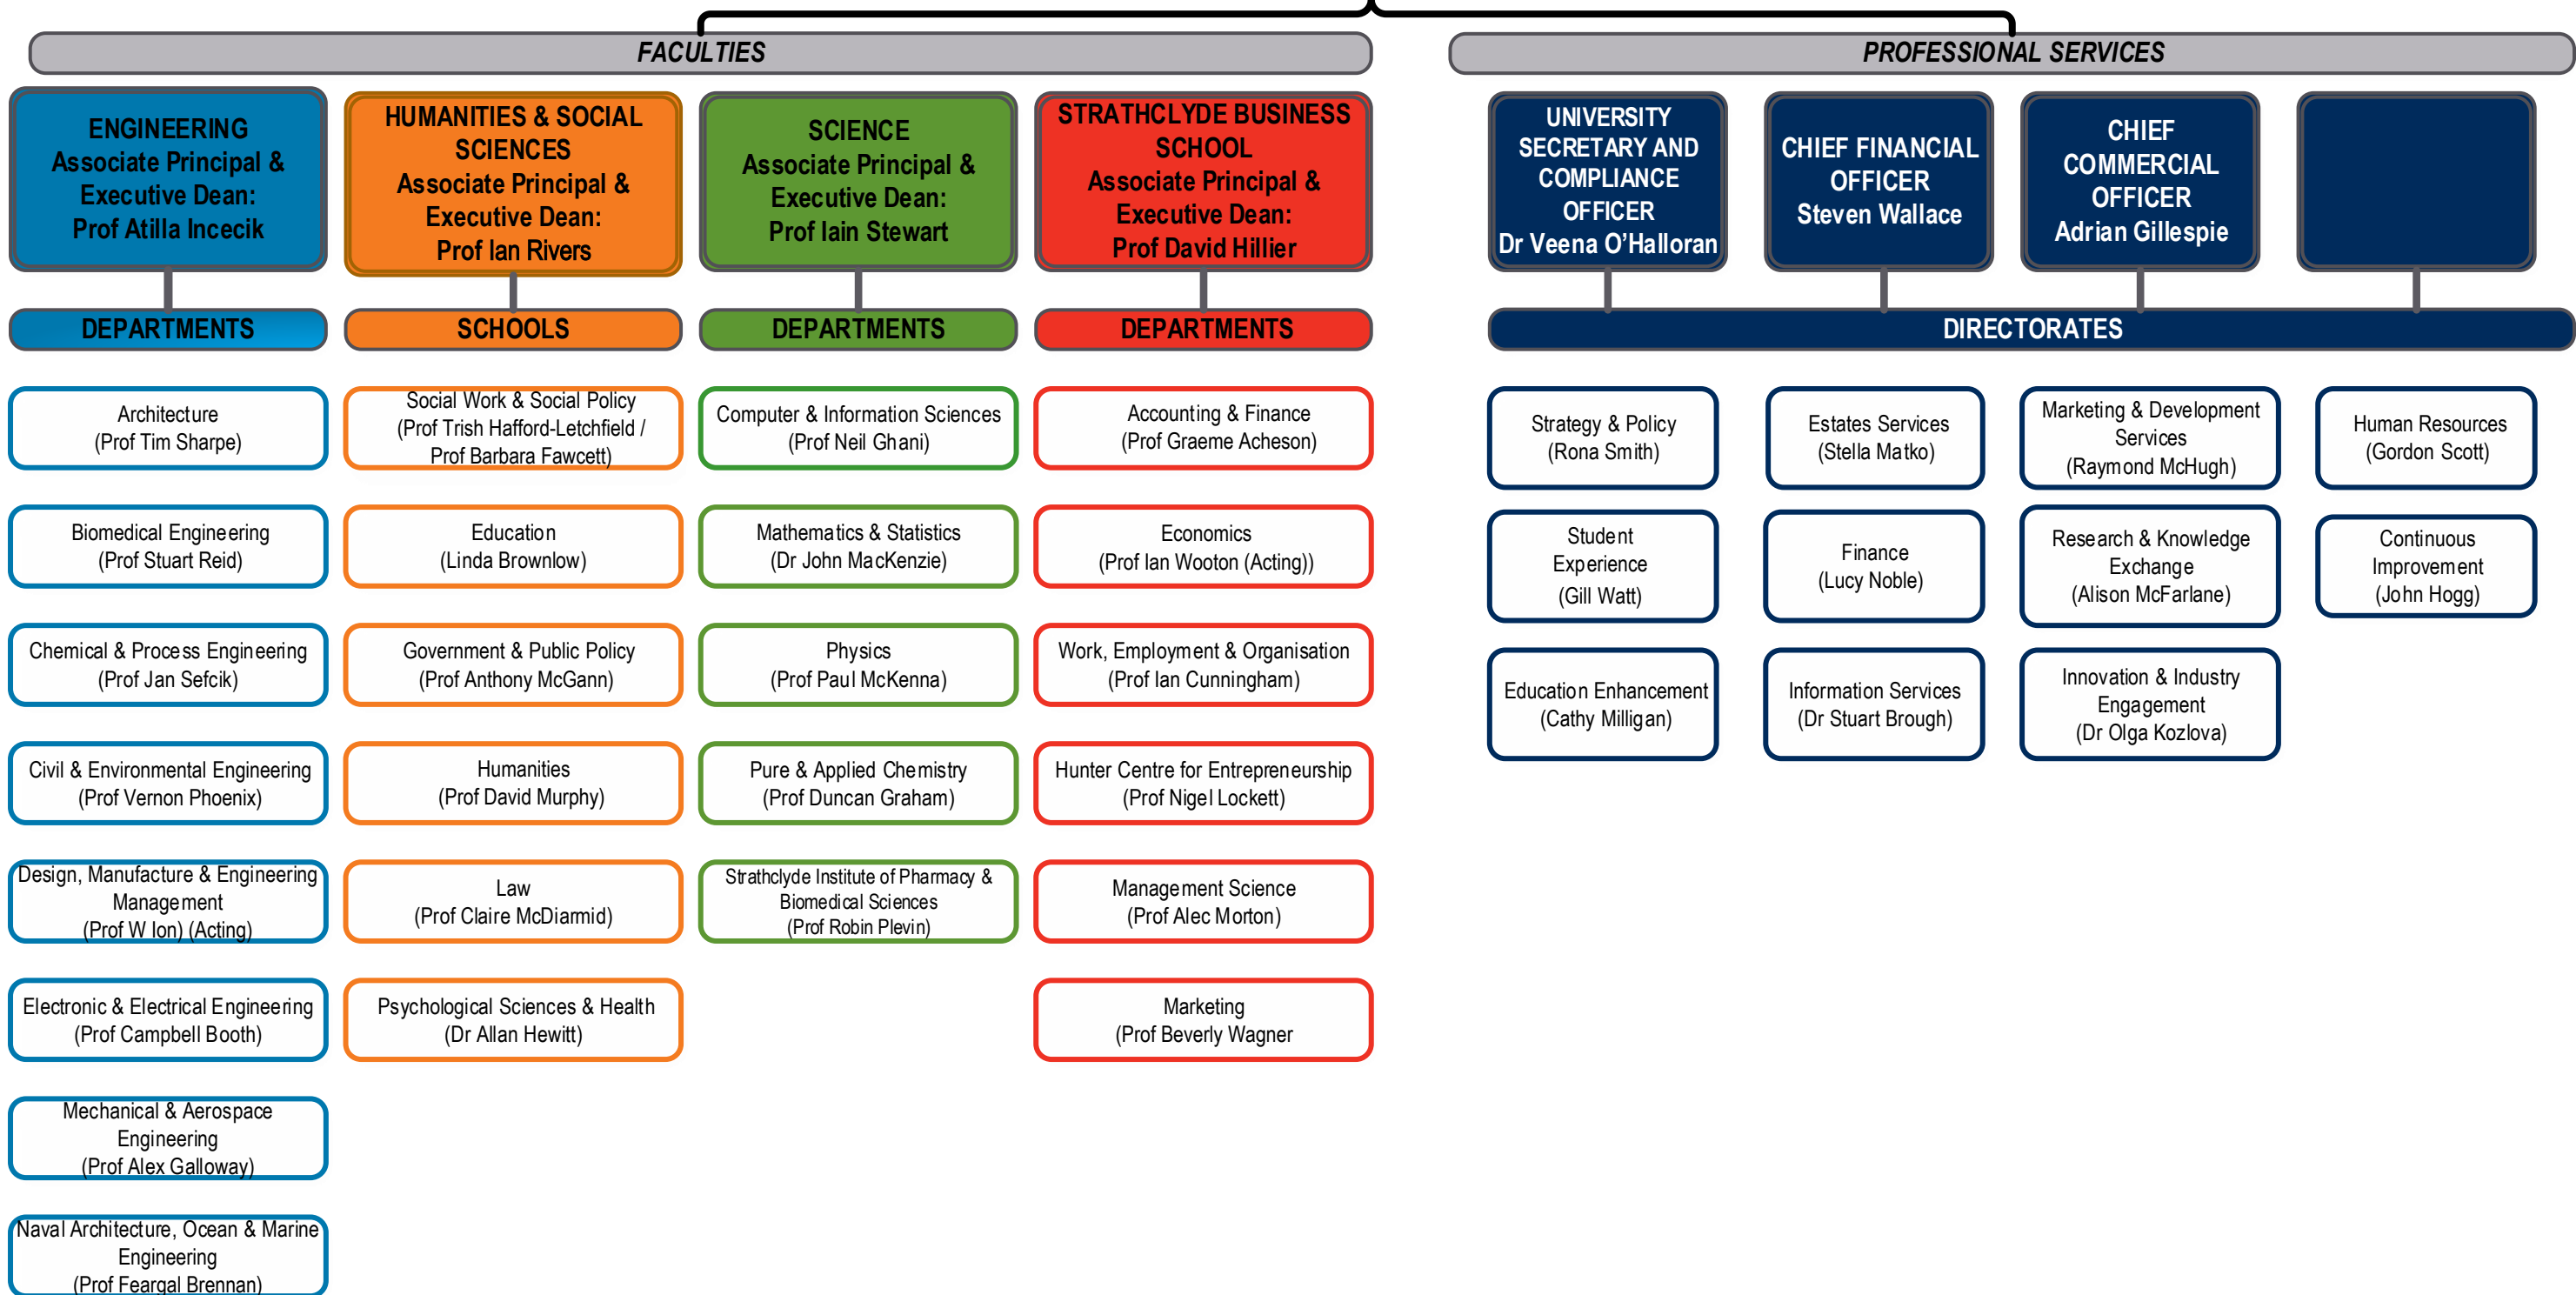 FACULTIES
ENGINEERING
Associate Principal &
Executive Dean:
Prof Atilla Incecik
DEPARTMENTS
Architecture
(Prof Tim Sharpe)
Biomedical Engineering
(Prof Stuart Reid)
Chemical & Process Engineering
(Prof Jan Sefcik)
Civil & Environmental Engineering
(Prof Vernon Phoenix)
Design, Manufacture & Engineering
Management
(Prof W Ion) (Acting)
Electronic & Electrical Engineering
(Prof Campbell Booth)
Mechanical & Aerospace
Engineering
(Prof Alex Galloway)
Naval Architecture, Ocean & Marine
Engineering
(Prof Feargal Brennan)
HUMANITIES & SOCIAL
SCIENCES
Associate Principal &
Executive Dean:
Prof Ian Rivers
SCHOOLS
Social Work & Social Policy
(Prof Trish Hafford-Letchfield /
Prof Barbara Fawcett)
Education
(Linda Brownlow)
Government & Public Policy
(Prof Anthony McGann)
Humanities
(Prof David Murphy)
Law
(Prof Claire McDiarmid)
Psychological Sciences & Health
(Dr Allan Hewitt)
SCIENCE
Associate Principal &
Executive Dean:
Prof Iain Stewart
DEPARTMENTS
Computer & Information Sciences
(Prof Neil Ghani)
Mathematics & Statistics
(Dr John MacKenzie)
Physics
(Prof Paul McKenna)
Pure & Applied Chemistry
(Prof Duncan Graham)
Strathclyde Institute of Pharmacy &
Biomedical Sciences
(Prof Robin Plevin)
STRATHCLYDE BUSINESS
SCHOOL
Associate Principal &
Executive Dean:
Prof David Hillier
DEPARTMENTS
Accounting & Finance
(Prof Graeme Acheson)
Economics
(Prof Ian Wooton (Acting))
Work, Employment & Organisation
(Prof Ian Cunningham)
Hunter Centre for Entrepreneurship
(Prof Nigel Lockett)
Management Science
(Prof Alec Morton)
Marketing
(Prof Beverly Wagner
PROFESSIONAL SERVICES
UNIVERSITY
SECRETARY AND
COMPLIANCE
OFFICER
Dr Veena O'Halloran
CHIEF FINANCIAL
OFFICER
Steven Wallace
CHIEF
COMMERCIAL
OFFICER
Adrian Gillespie
DIRECTORATES
Strategy & Policy
(Rona Smith)
Student
Experience
(Gill Watt)
Education Enhancement
(Cathy Milligan)
Estates Services
(Stella Matko)
Finance
(Lucy Noble)
Information Services
(Dr Stuart Brough)
Marketing & Development
Services
(Raymond McHugh)
Research & Knowledge
Exchange
(Alison McFarlane)
Innovation & Industry
Engagement
(Dr Olga Kozlova)
Human Resources
(Gordon Scott)
Continuous
Improvement
(John Hogg)